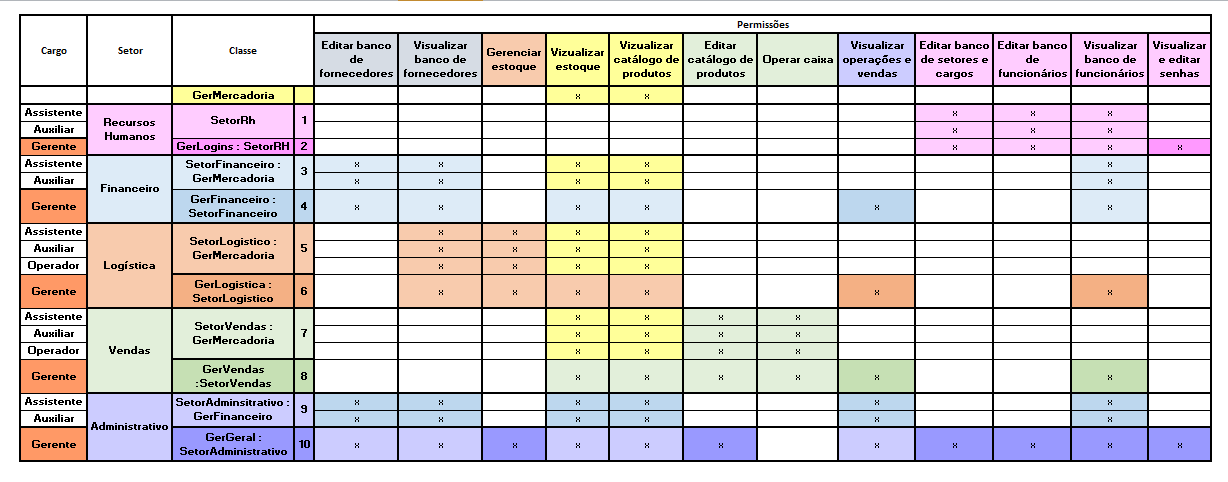 Permissões
Cargo Setor Classe Editar banco de fornecedores Visualizar banco de fornecedores Gerenciar estoque Vizualizar estoque Vizualizar catálogo de produtos Editar catálogo de produtos Operar caixa Visualizar operações e vendas Editar banco de setores e cargos Editar banco de funcionários Visualizar banco de funcionários Visualizar e editar senhas
GerMercadoria x x
Assistente Recursos Humanos SetorRh 1 x x x
Auxiliar x x x
Gerente GerLogins : SetorRH 2 x x x x
Assistente Financeiro SetorFinanceiro : GerMercadoria 3 x x x x x
Auxiliar x x x x x
Gerente GerFinanceiro : SetorFinanceiro 4 x x x x x x
Assistente Logística SetorLogistico : GerMercadoria 5 x x x x
Auxiliar x x x x
Operador x x x x
Gerente GerLogistica : SetorLogistico 6 x x x x x x
Assistente Vendas SetorVendas : GerMercadoria 7 x x x x
Auxiliar x x x x
Operador x x x x
Gerente GerVendas :SetorVendas 8 x x x x x x
Assistente Administrativo SetorAdminsitrativo : GerFinanceiro 9 x x x x x x
Auxiliar x x x x x x
Gerente GerGeral : SetorAdministrativo 10 x x x x x x x x x x x